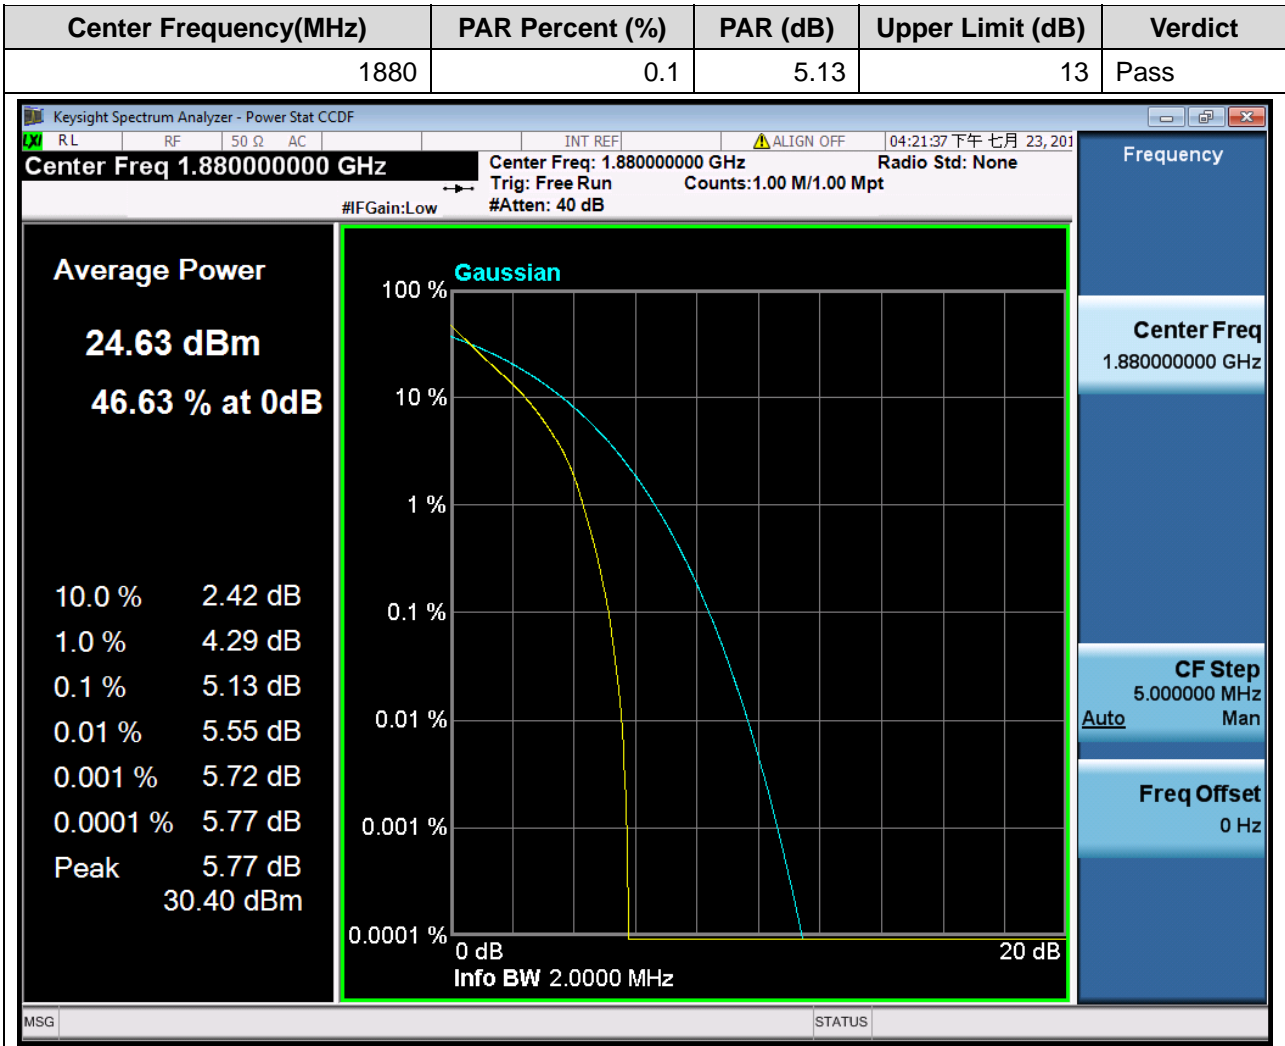 Center Frequency(MHz) PAR Percent (%) PAR (dB) Upper Limit (dB) Verdict
1880 0.1 5.13 13 Pass
Keysight Spectrum Analyzer - Power Stat CCDF
LXI RL RF 50 Ω AC INT REF ALIGN OFF 04:21:37 下午 七月 23, 201
Center Freq 1.880000000 GHz
Center Freq: 1.880000000 GHz Radio Std: None
Trig: Free Run Counts:1.00 M/1.00 Mpt
#IFGain:Low #Atten: 40 dB
Frequency
Average Power
24.63 dBm
46.63 % at 0dB
10.0 % 2.42 dB
1.0 % 4.29 dB
0.1 % 5.13 dB
0.01 % 5.55 dB
0.001 % 5.72 dB
0.0001 % 5.77 dB
Peak 5.77 dB
30.40 dBm
Gaussian
100 %
10 %
1 %
0.1 %
0.01 %
0.001 %
0.0001 %
0 dB 20 dB
Info BW 2.0000 MHz
Center Freq
1.880000000 GHz
CF Step
5.000000 MHz
Auto Man
Freq Offset
0 Hz
MSG STATUS